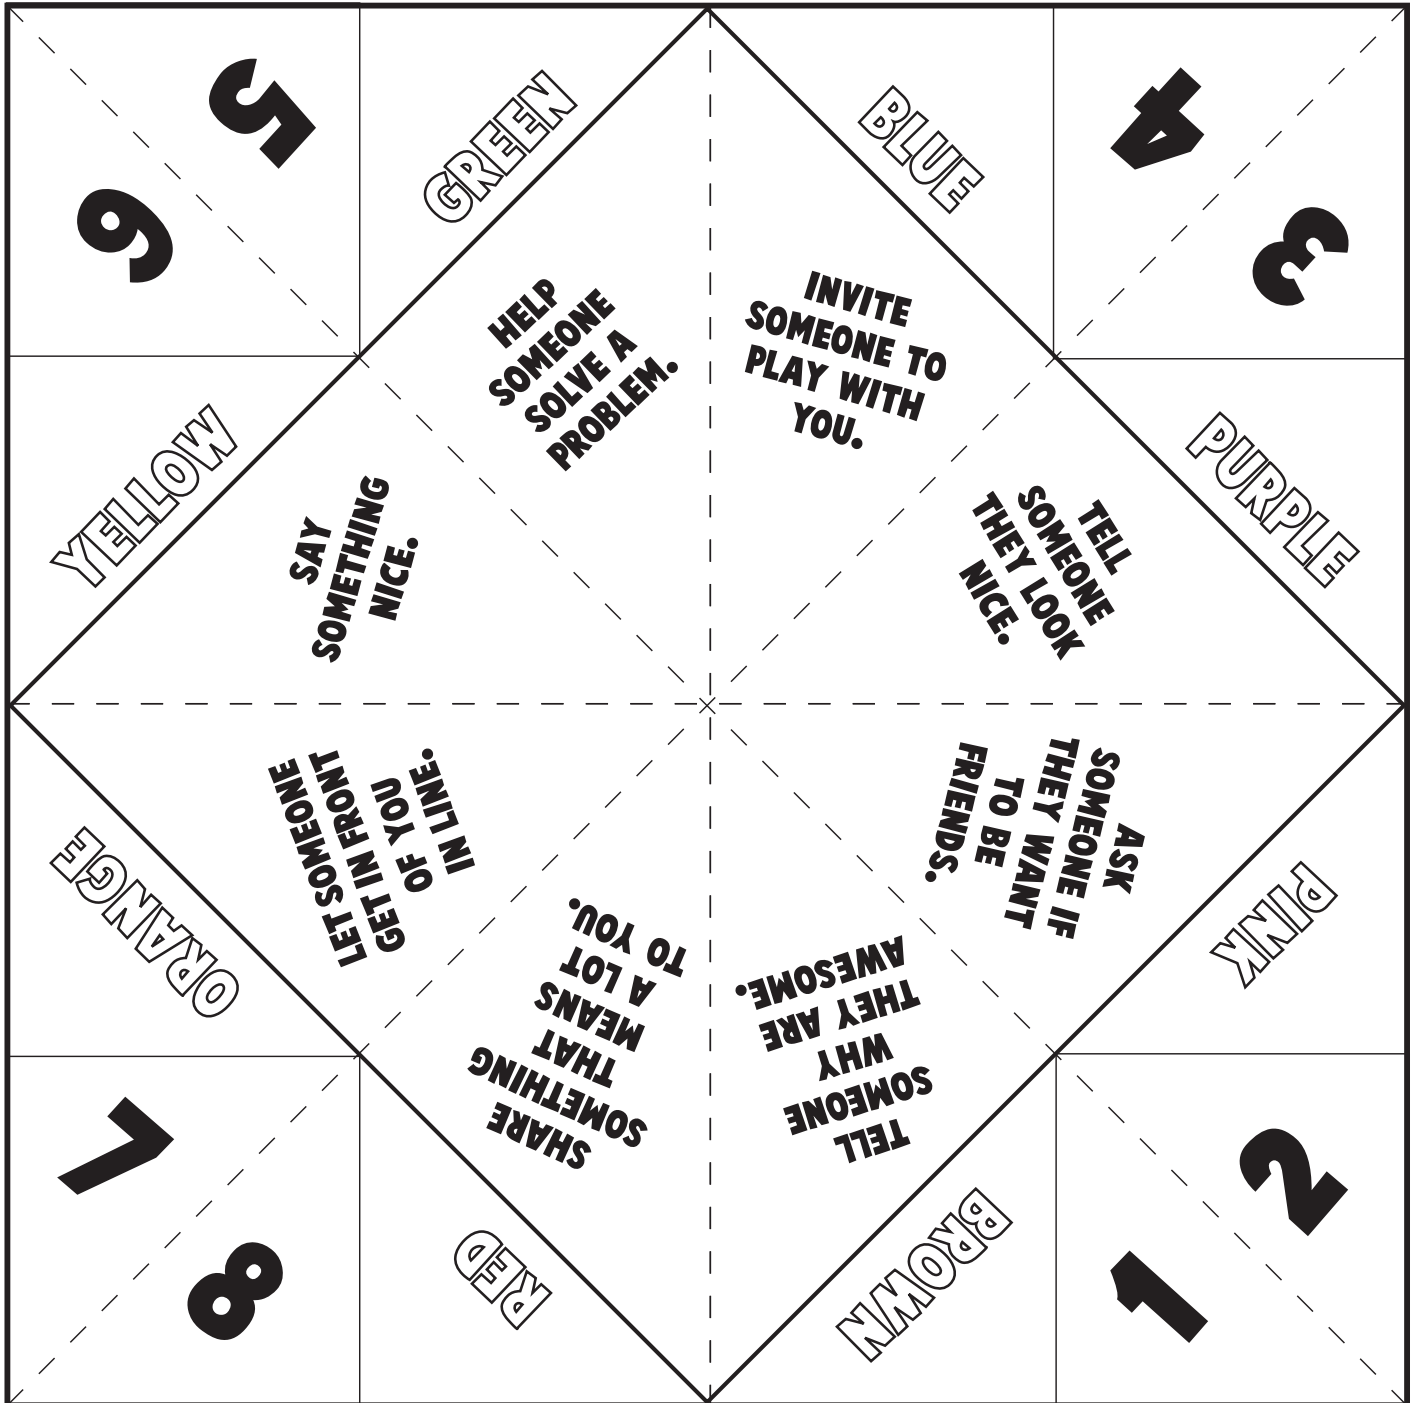 5
6
GREEN
BLUE
4
3
YELLOW
PURPLE
HELP
SOMEONE
SOLVE A
PROBLEM.
INVITE
SOMEONE TO
PLAY WITH
YOU.
SAY
SOMETHING
NICE.
TELL
SOMEONE
THEY LOOK
NICE.
LET SOMEONE
GET IN FRONT
OF YOU
IN LINE.
ASK
SOMEONE IF
THEY WANT
TO BE
FRIENDS.
SHARE
SOMETHING
THAT
MEANS
A LOT
TO YOU.
TELL
SOMEONE
WHY
THEY ARE
AWESOME.
ORANGE
PINK
7
8
RED
BROWN
2
1